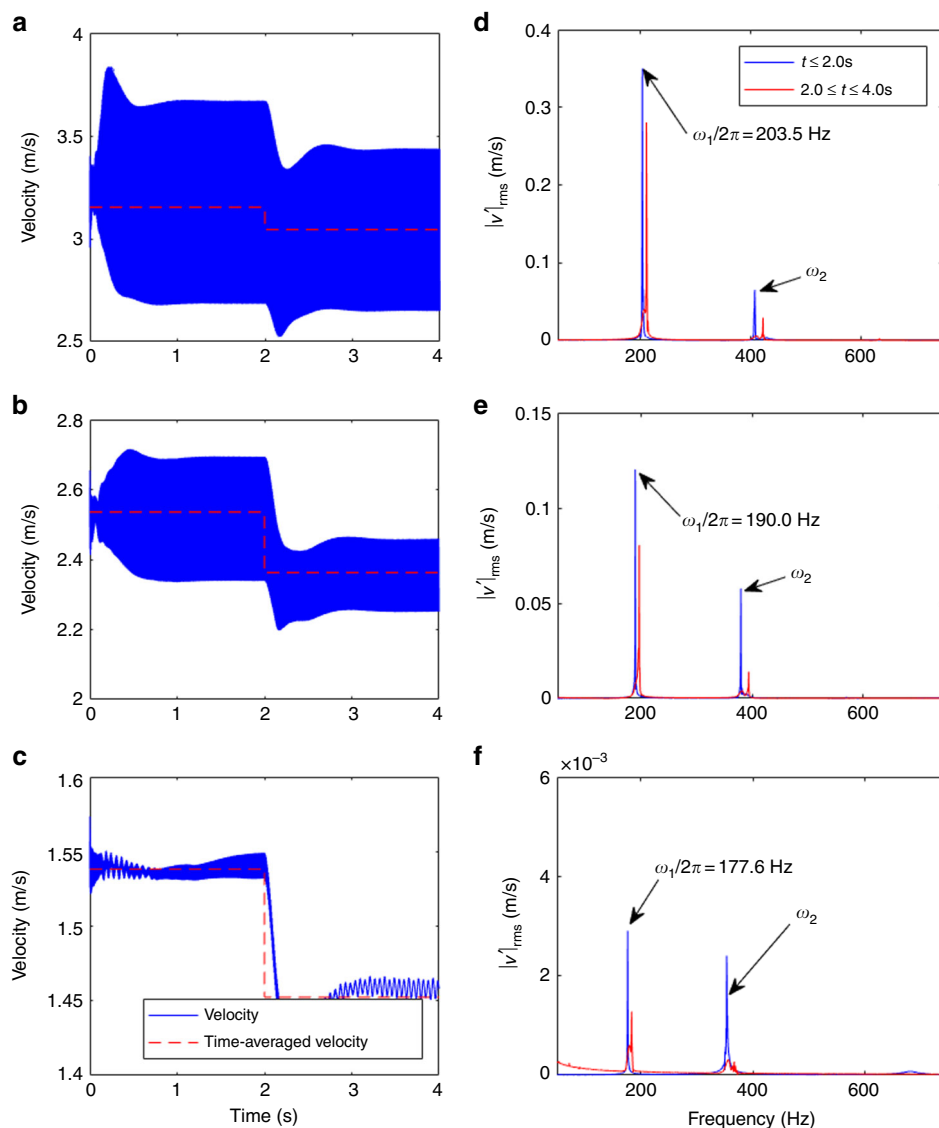 a
4
3.5
3
2.5
0
1
2
3
4
Velocity (m/s)
d
0.4
0.3
0.2
0.1
0
200
400
600
|v′|rms (m/s)
t ≤ 2.0s
2.0 ≤ t ≤ 4.0s
ω1/2π = 203.5 Hz
ω2
b
2.8
2.6
2.4
2.2
2
0
1
2
3
4
Velocity (m/s)
e
0.15
0.1
0.05
0
200
400
600
|v′|rms (m/s)
ω1/2π = 190.0 Hz
ω2
c
1.6
1.55
1.5
1.45
1.4
0
1
2
3
4
Velocity (m/s)
Velocity
Time-averaged velocity
Time (s)
f
×10−3
6
4
2
0
200
400
600
|v′|rms (m/s)
ω1/2π = 177.6 Hz
ω2
Frequency (Hz)